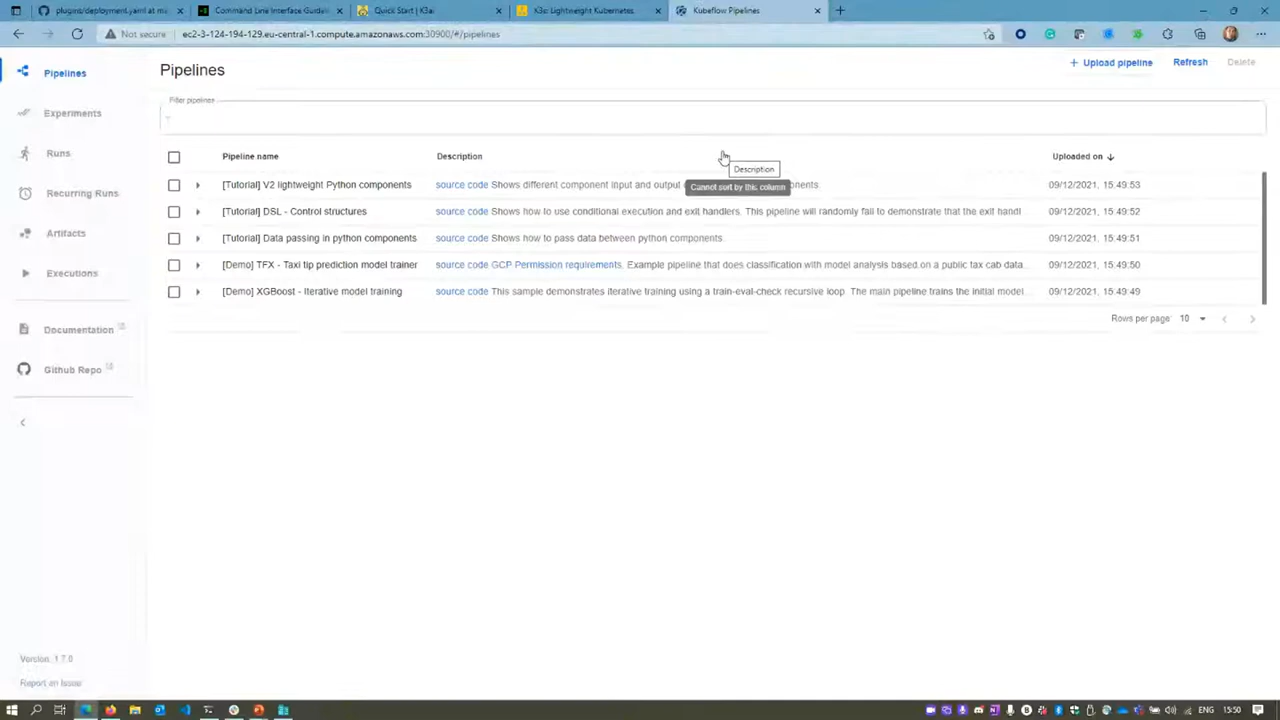 plugins/deployment.yaml at m
Command Line Interface Guideli
Quick Start | K3ai
K3s: Lightweight Kubernetes
Kubeflow Pipelines
Not secure
ec2-3-124-194-129.eu-central-1.compute.amazonaws.com:30900/#/pipelines
Pipelines
Experiments
Runs
Recurring Runs
Artifacts
Executions
Documentation
Github Repo
Version: 1.7.0
Report an Issue
Pipelines
+ Upload pipeline
Refresh
Delete
Filter pipelines
Pipeline name Description Uploaded on
Description
Cannot sort by this column
[Tutorial] V2 lightweight Python components source code Shows different component input and output nents. 09/12/2021, 15:49:53
[Tutorial] DSL - Control structures source code Shows how to use conditional execution and exit handlers. This pipeline will randomly fail to demonstrate that the exit handl 09/12/2021, 15:49:52
[Tutorial] Data passing in python components source code Shows how to pass data between python components. 09/12/2021, 15:49:51
[Demo] TFX - Taxi tip prediction model trainer source code GCP Permission requirements. Example pipeline that does classification with model analysis based on a public tax cab data... 09/12/2021, 15:49:50
[Demo] XGBoost - Iterative model training source code This sample demonstrates iterative training using a train-eval-check recursive loop. The main pipeline trains the initial model... 09/12/2021, 15:49:49
Rows per page: 10
ENG 15:50